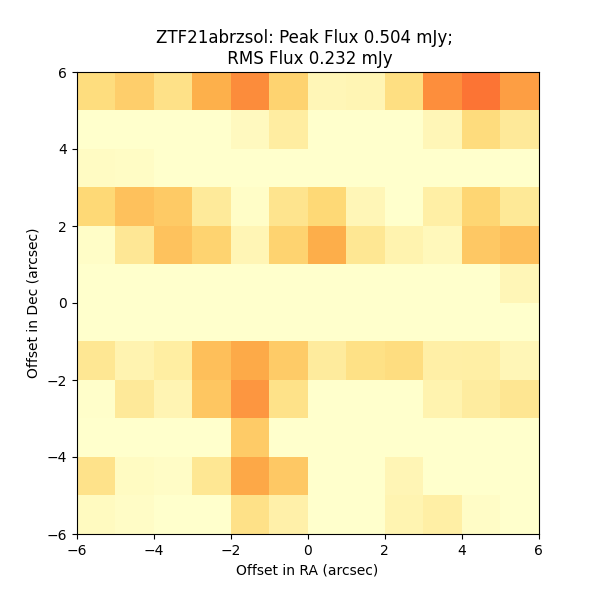 ZTF21abrzsol: Peak Flux 0.504 mJy;
RMS Flux 0.232 mJy
6
4
2
0
−2
−4
−6
Offset in Dec (arcsec)
−6 −4 −2 0 2 4 6
Offset in RA (arcsec)